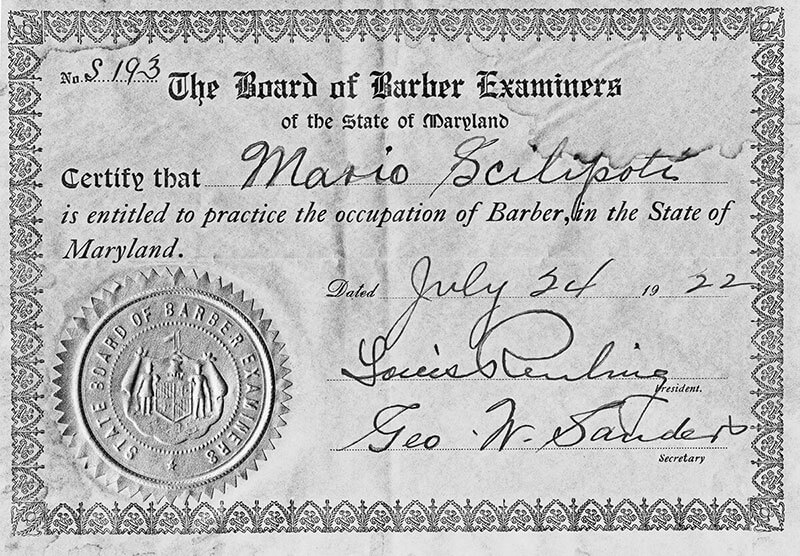 No. S 193
The Board of Barber Examiners
of the State of Maryland
Certify that Mario Scilipoti
is entitled to practice the occupation of Barber, in the State of
Maryland.
Dated July 24 1922
Louis Renling
President.
Geo. W. Sanders
Secretary
STATE BOARD OF BARBER EXAMINERS